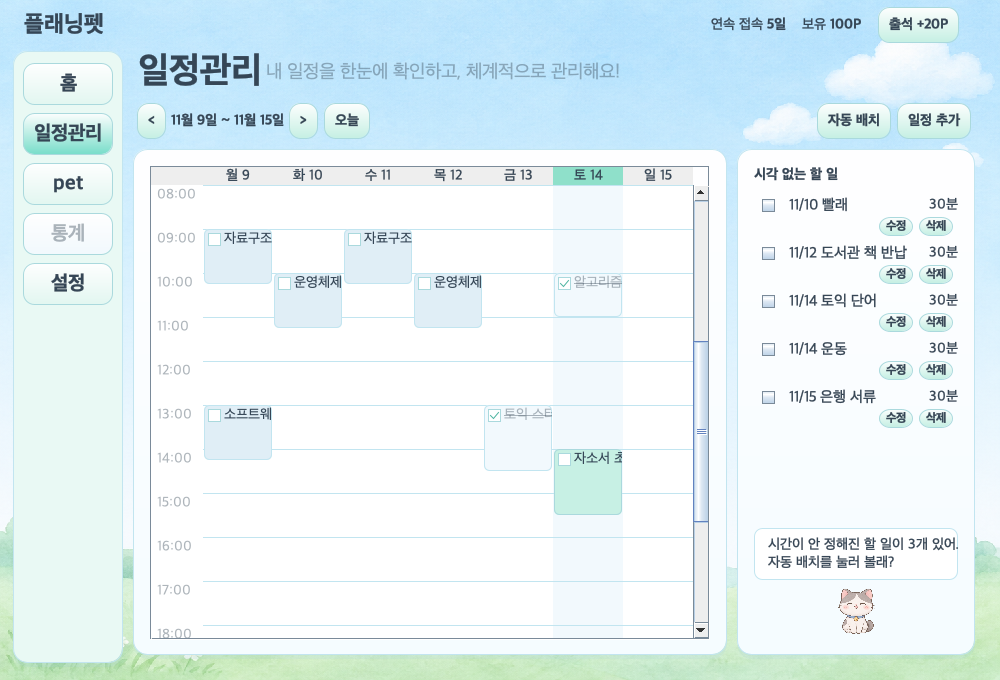 플래닝펫
연속 접속 5일 보유 100P 출석 +20P
홈
일정관리
pet
통계
설정
일정관리 내 일정을 한눈에 확인하고, 체계적으로 관리해요!
< 11월 9일 ~ 11월 15일 > 오늘
자동 배치 일정 추가
월 9 화 10 수 11 목 12 금 13 토 14 일 15
08:00
09:00
자료구조 자료구조
10:00
운영체제 운영체제 알고리즘
11:00
12:00
13:00
소프트웨 토익 스터
14:00
자소서 초
15:00
16:00
17:00
18:00
시각 없는 할 일
11/10 빨래 30분
수정 삭제
11/12 도서관 책 반납 30분
수정 삭제
11/14 토익 단어 30분
수정 삭제
11/14 운동 30분
수정 삭제
11/15 은행 서류 30분
수정 삭제
시간이 안 정해진 할 일이 3개 있어.
자동 배치를 눌러 볼래?